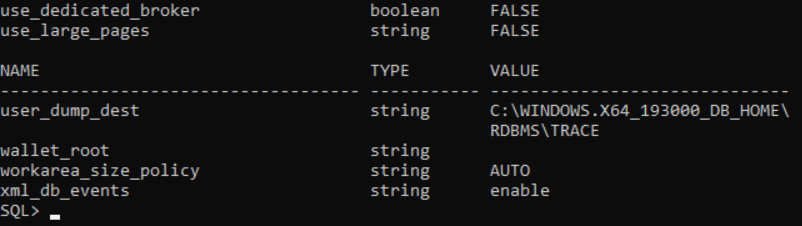 use_dedicated_broker                 boolean     FALSE
use_large_pages                      string      FALSE

NAME                                 TYPE        VALUE
------------------------------------ ----------- ------------------------------
user_dump_dest                       string      C:\WINDOWS.X64_193000_DB_HOME\
                                                 RDBMS\TRACE
wallet_root                          string
workarea_size_policy                 string      AUTO
xml_db_events                        string      enable
SQL>